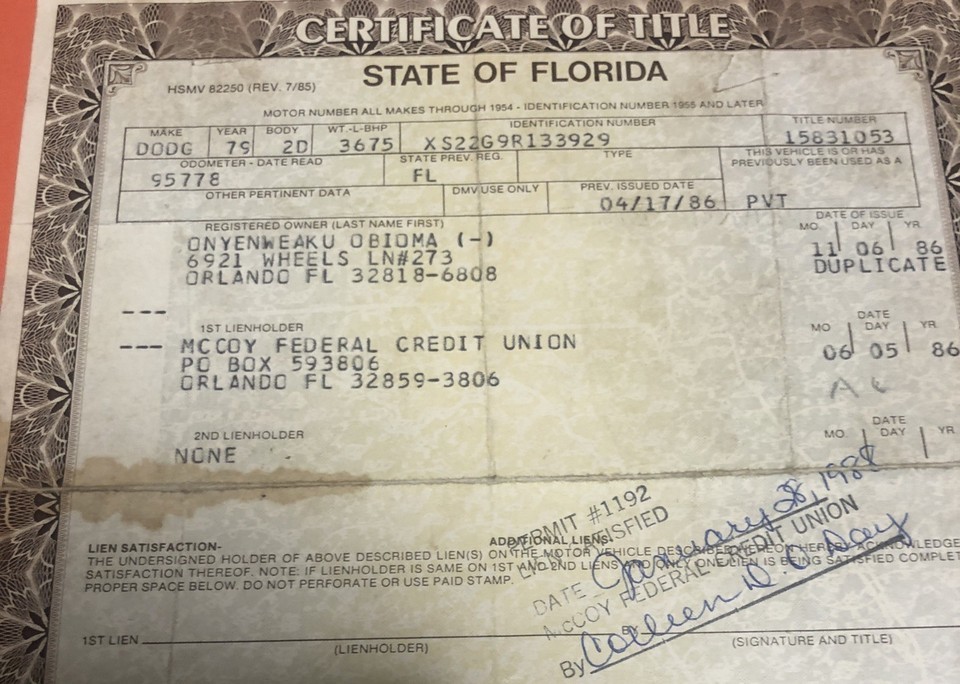 CERTIFICATE OF TITLE
STATE OF FLORIDA
HSMV 82250 (REV. 7/85)
MOTOR NUMBER ALL MAKES THROUGH 1954 - IDENTIFICATION NUMBER 1955 AND LATER
MAKE YEAR BODY WT.-L-BHP IDENTIFICATION NUMBER TITLE NUMBER
DODG 79 2D 3675 XS22G9R133929 15831053
ODOMETER - DATE READ STATE PREV. REG. TYPE THIS VEHICLE IS OR HAS
PREVIOUSLY BEEN USED AS A
95778 FL
OTHER PERTINENT DATA DMV USE ONLY PREV. ISSUED DATE
04/17/86 PVT
REGISTERED OWNER (LAST NAME FIRST) DATE OF ISSUE
MO. DAY YR.
ONYENWEAKU OBIOMA (-) 11 06 86
6921 WHEELS LN#273 DUPLICATE
ORLANDO FL 32818-6808
---
1ST LIENHOLDER DATE
MO DAY YR.
--- MCCOY FEDERAL CREDIT UNION 06 05 86
PO BOX 593806
ORLANDO FL 32859-3806
2ND LIENHOLDER DATE
MO. DAY YR.
NONE
PERMIT #1192
LIEN SATISFIED
DATE January 28, 1988
McCOY FEDERAL CREDIT UNION
By Colleen D. Day
ADDITIONAL LIENS-
LIEN SATISFACTION-
THE UNDERSIGNED HOLDER OF ABOVE DESCRIBED LIEN(S) ON THE MOTOR VEHICLE DESCRIBED HEREON HEREBY ACKNOWLEDGE
SATISFACTION THEREOF. NOTE: IF LIENHOLDER IS SAME ON 1ST AND 2ND LIENS AND ONLY ONE LIEN IS BEING SATISFIED COMPLET
PROPER SPACE BELOW. DO NOT PERFORATE OR USE PAID STAMP.
1ST LIEN
(LIENHOLDER) (SIGNATURE AND TITLE)